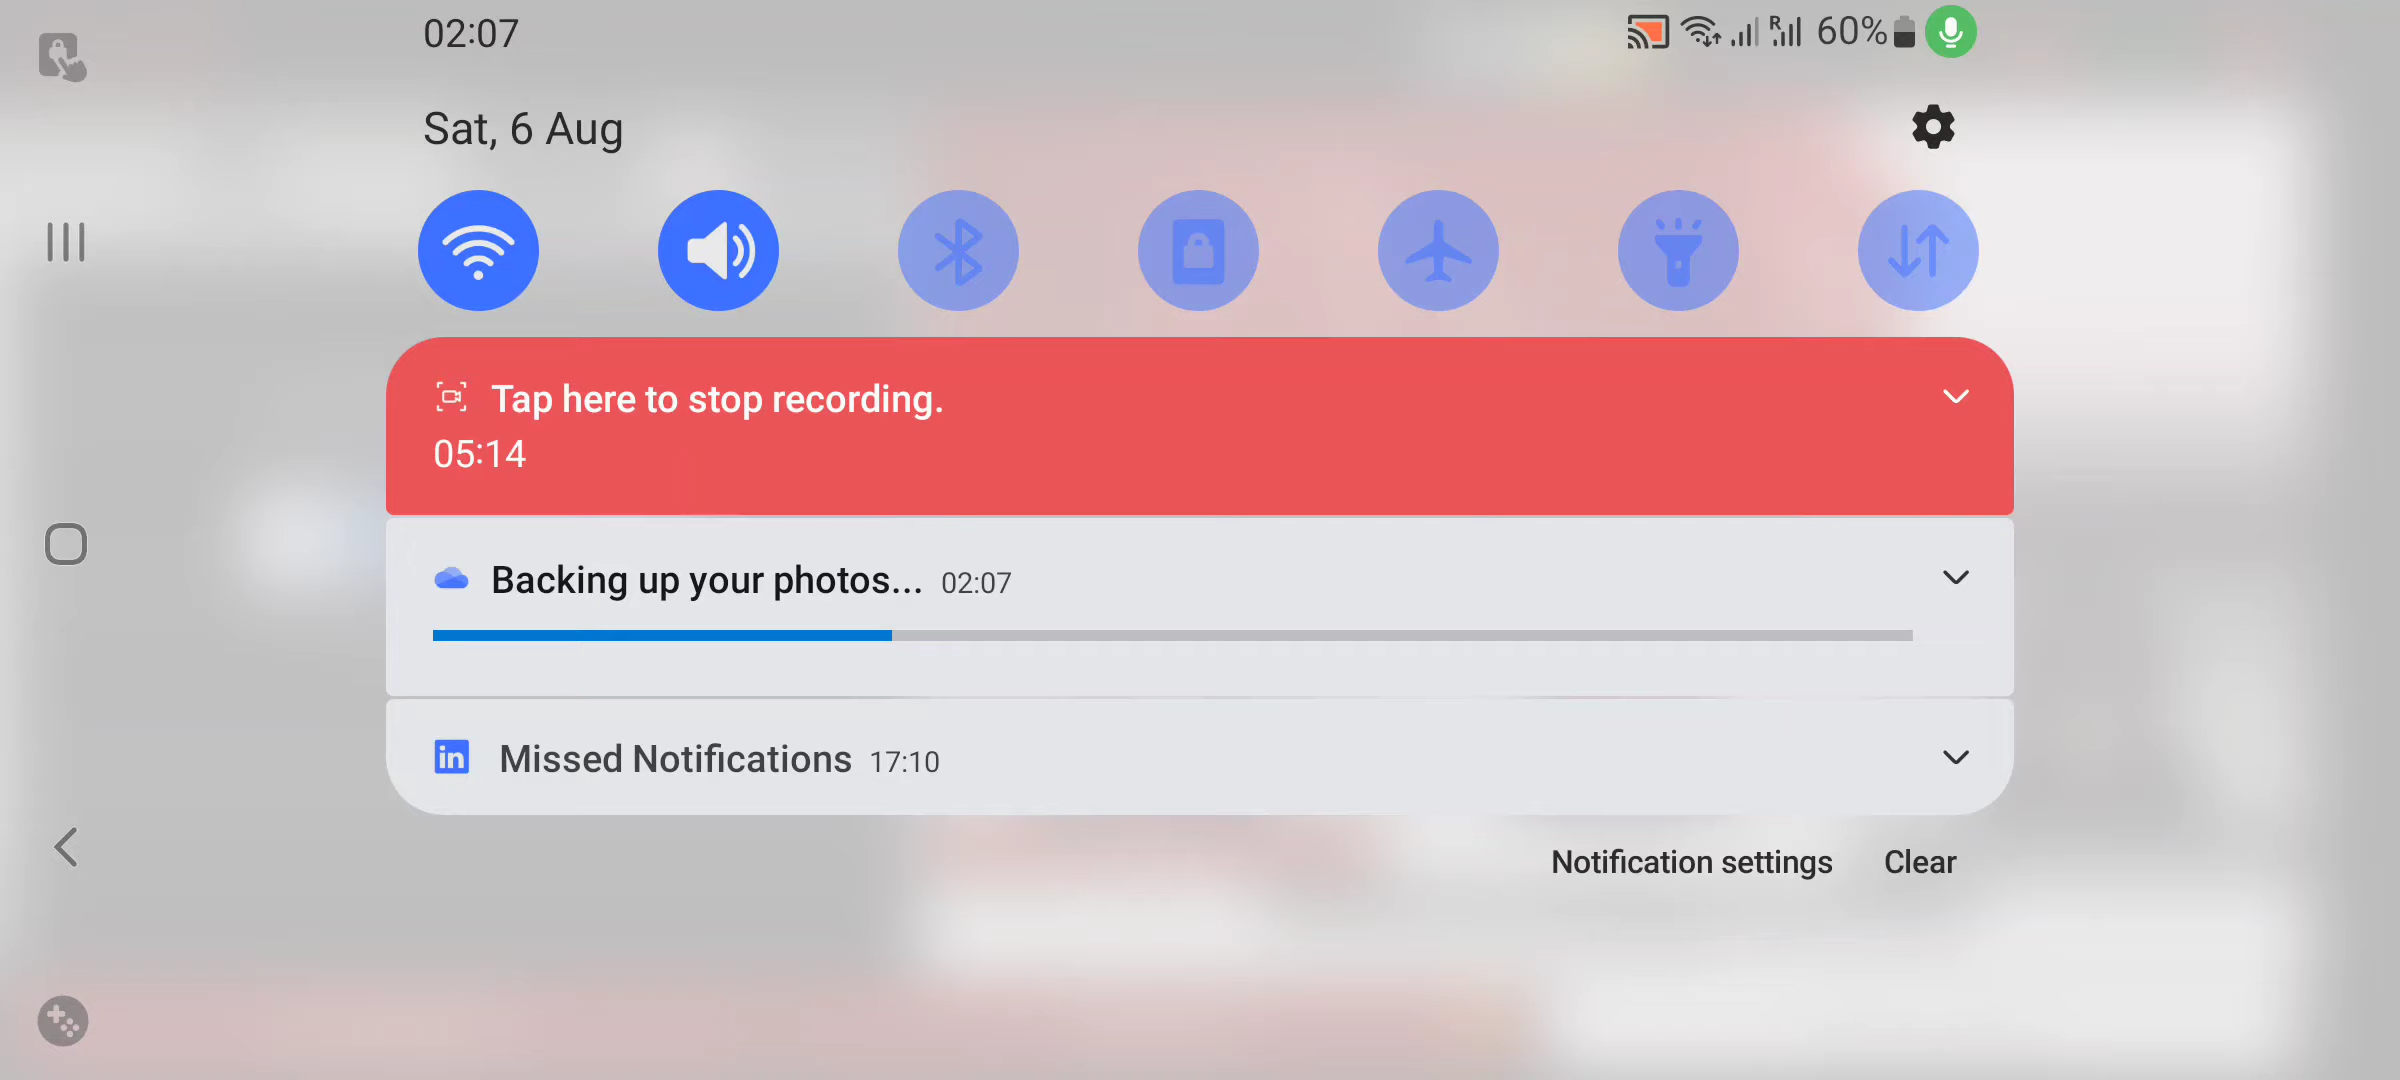 02:07
R
60%
Sat, 6 Aug
Tap here to stop recording.
05:14
Backing up your photos... 02:07
in Missed Notifications 17:10
Notification settings Clear